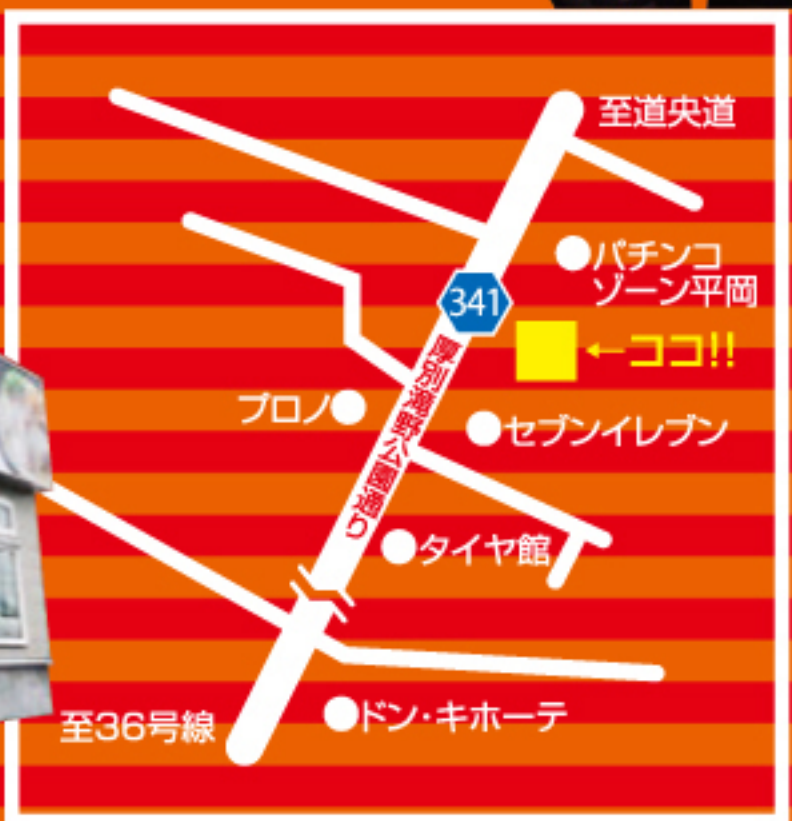 至道央道
パチンコ
ゾーン平岡
341
←ココ!!
厚別滝野公園通り
ブロノ
セブンイレブン
タイヤ館
至36号線
ドン・キホーテ